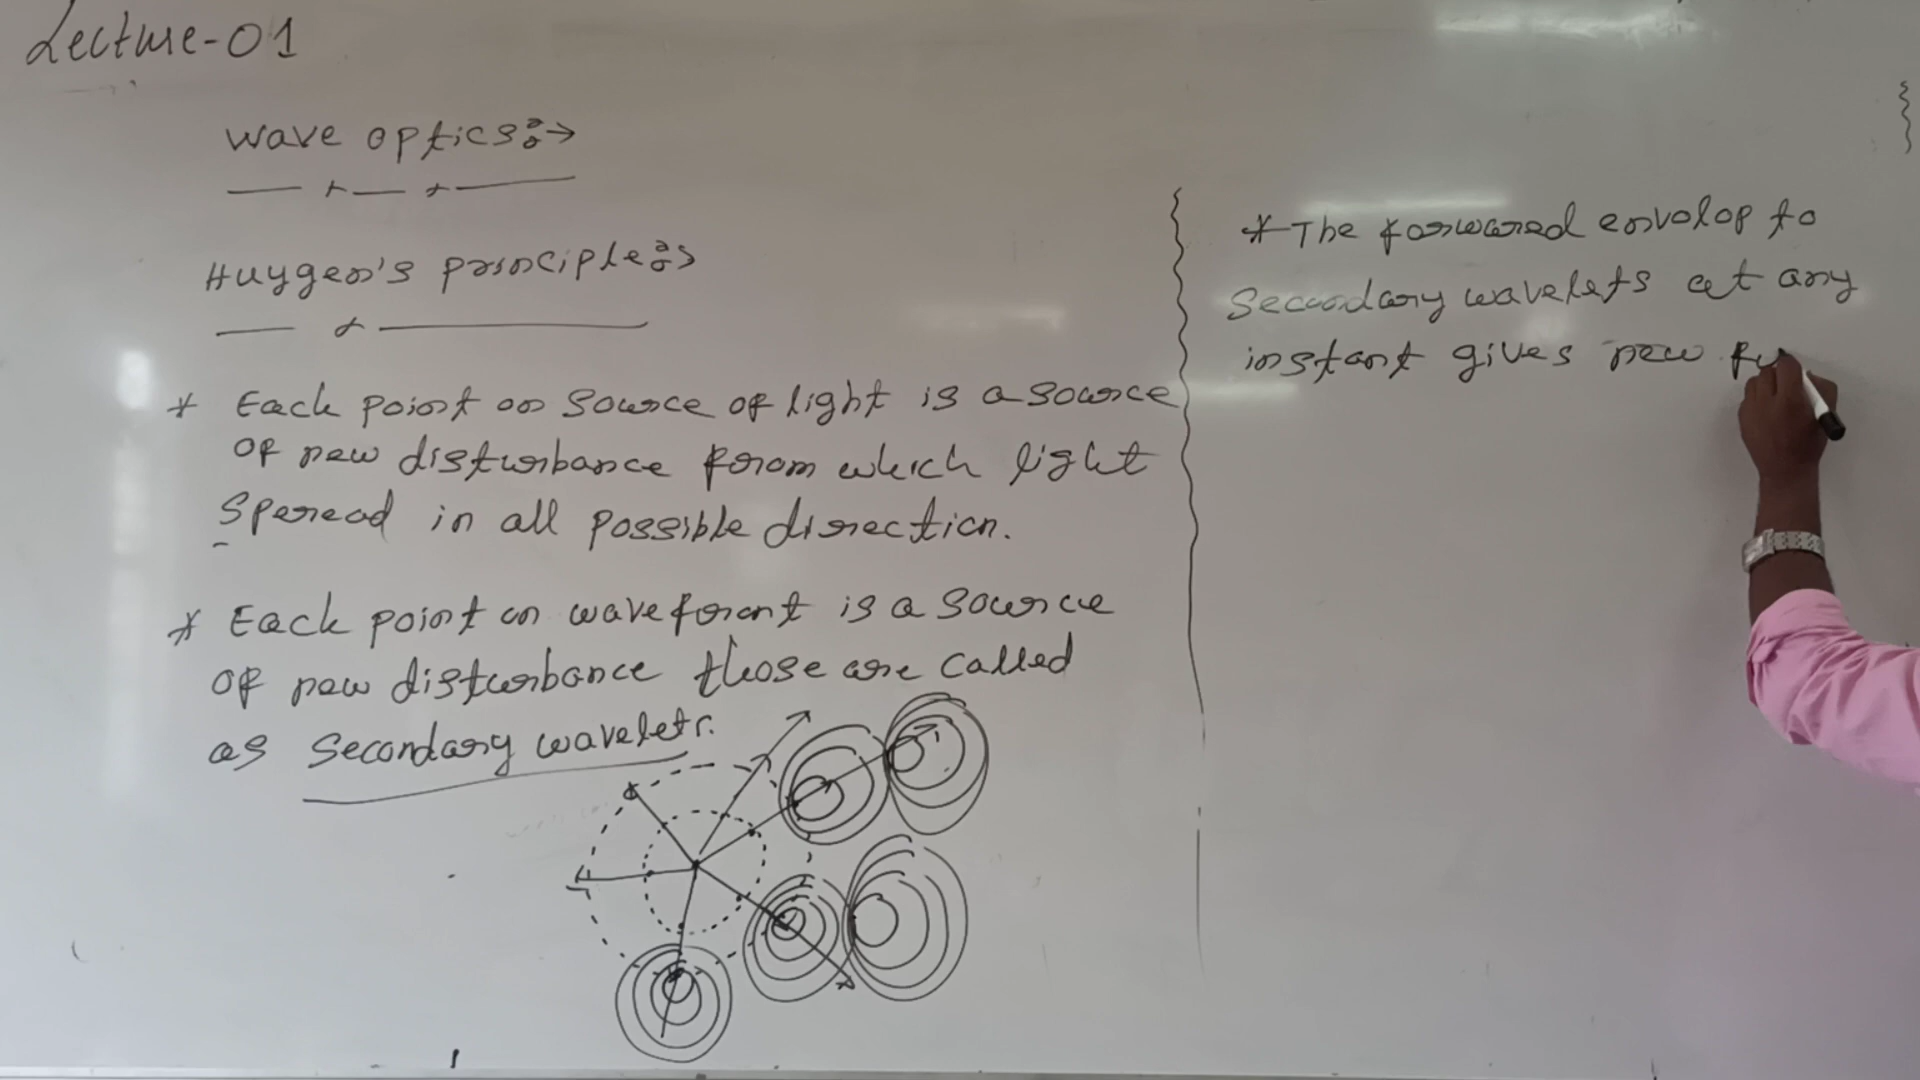 Lecture-01
Wave optics:→
Huygen's principle:→
* Each point on source of light is a source
of new disturbance from which light
spread in all possible direction.
* Each point on wavefront is a source
of new disturbance those are called
as secondary wavelets.
* The forward envelop to
secondary wavelets at any
instant gives new